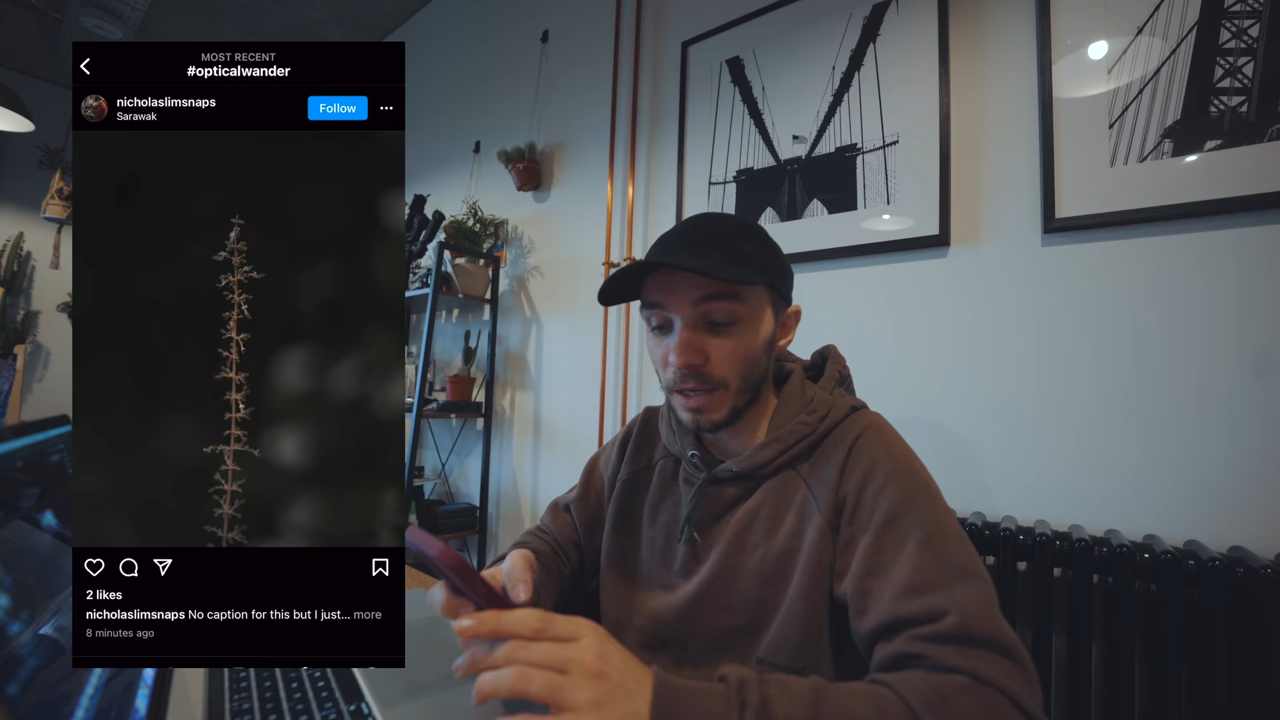 MOST RECENT
#opticalwander
nicholaslimsnaps
Sarawak
Follow
2 likes
nicholaslimsnaps No caption for this but I just... more
8 minutes ago